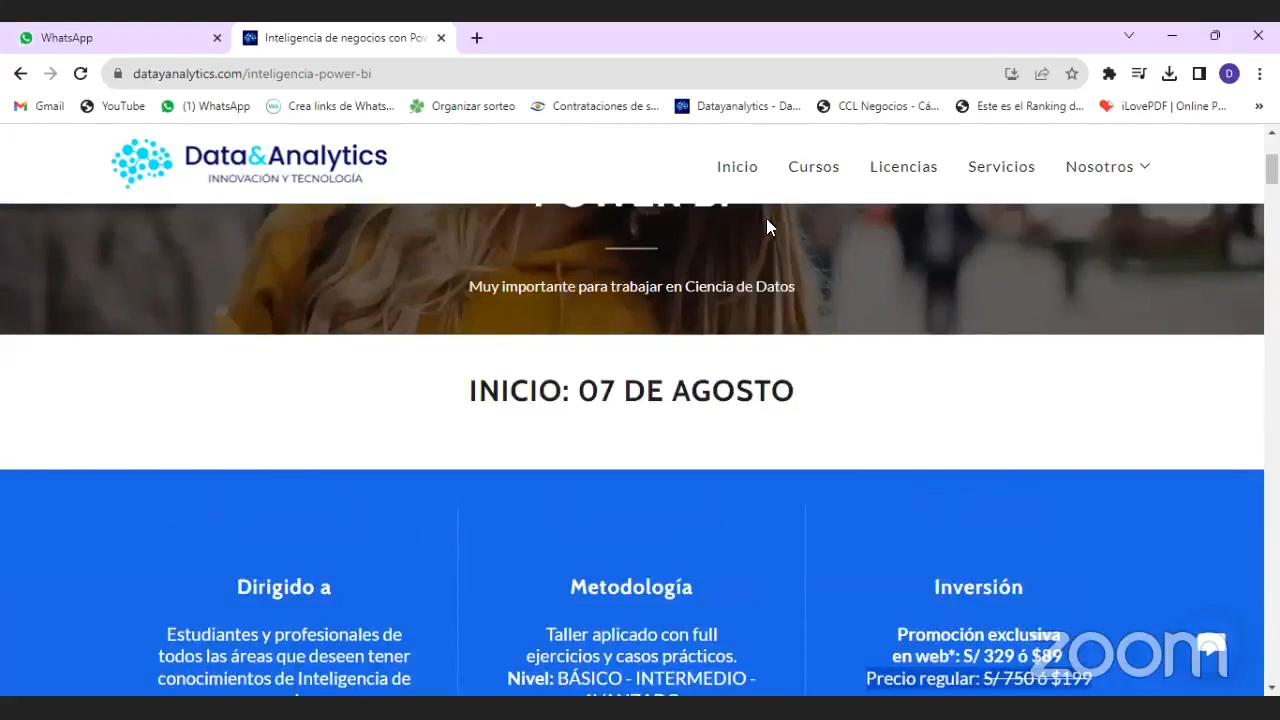 WhatsApp
Inteligencia de negocios con Pov
datayanalytics.com/inteligencia-power-bi
D
Gmail
YouTube
(1) WhatsApp
Crea links de Whats...
Organizar sorteo
Contrataciones de s...
Datayanalytics - Da...
CCL Negocios - Cá...
Este es el Ranking d...
iLovePDF | Online P...
»
Data&Analytics
INNOVACIÓN Y TECNOLOGÍA
Inicio
Cursos
Licencias
Servicios
Nosotros
Muy importante para trabajar en Ciencia de Datos
INICIO: 07 DE AGOSTO
Dirigido a
Estudiantes y profesionales de
todos las áreas que deseen tener
conocimientos de Inteligencia de
Metodología
Taller aplicado con full
ejercicios y casos prácticos.
Nivel: BÁSICO - INTERMEDIO -
Inversión
Promoción exclusiva
en web*: S/ 329 ó $89
Precio regular: S/ 750 ó $199
zoom